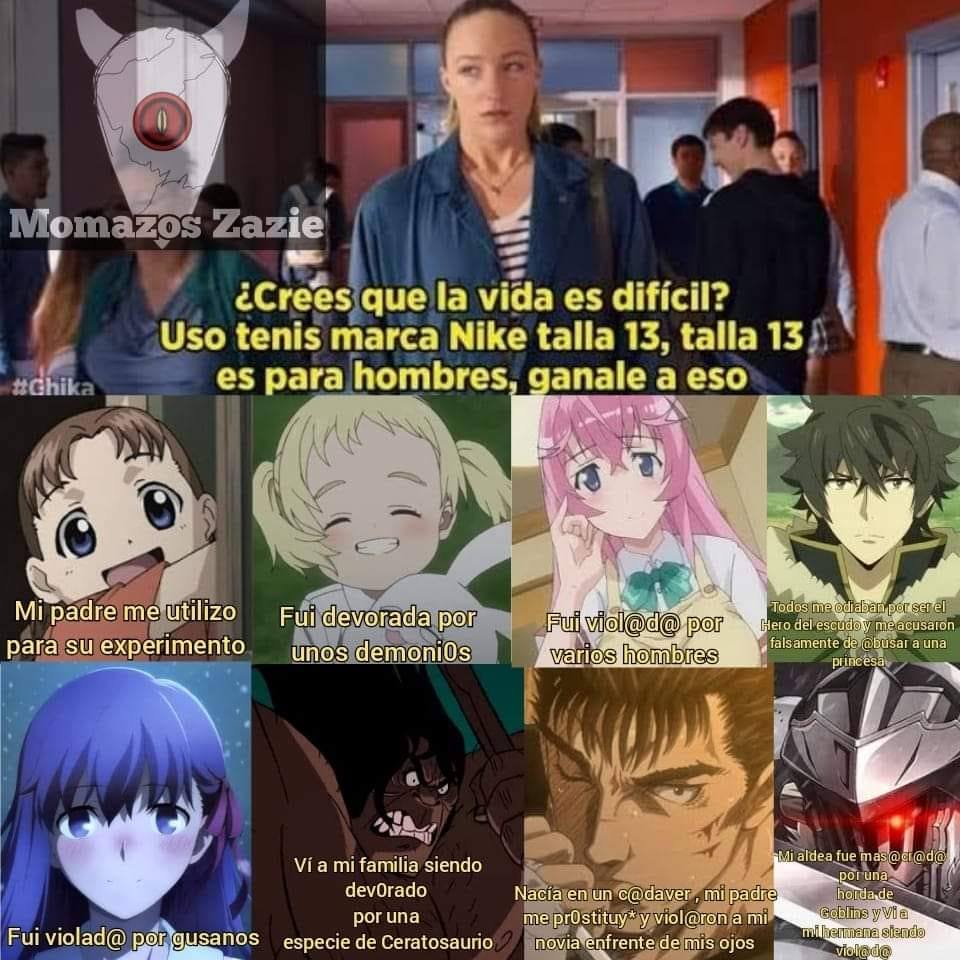 Momazos Zazie
¿Crees que la vida es difícil?
Uso tenis marca Nike talla 13, talla 13
es para hombres, ganale a eso
#Ghika
Mi padre me utilizo
para su experimento
Fui devorada por
unos demoni0s
Fui viol@d@ por
varios hombres
Todos me odiaban por ser el
Hero del escudo y me acusaron
falsamente de @busar a una
princesa
Fui violad@ por gusanos
Ví a mi familia siendo
dev0rado
por una
especie de Ceratosaurio
Nacía en un c@daver , mi padre
me pr0stituy* y viol@ron a mi
novia enfrente de mis ojos
Mi aldea fue mas@cr@d@
por una
horda de
Goblins y Vi a
mi hermana siendo
viol@d@